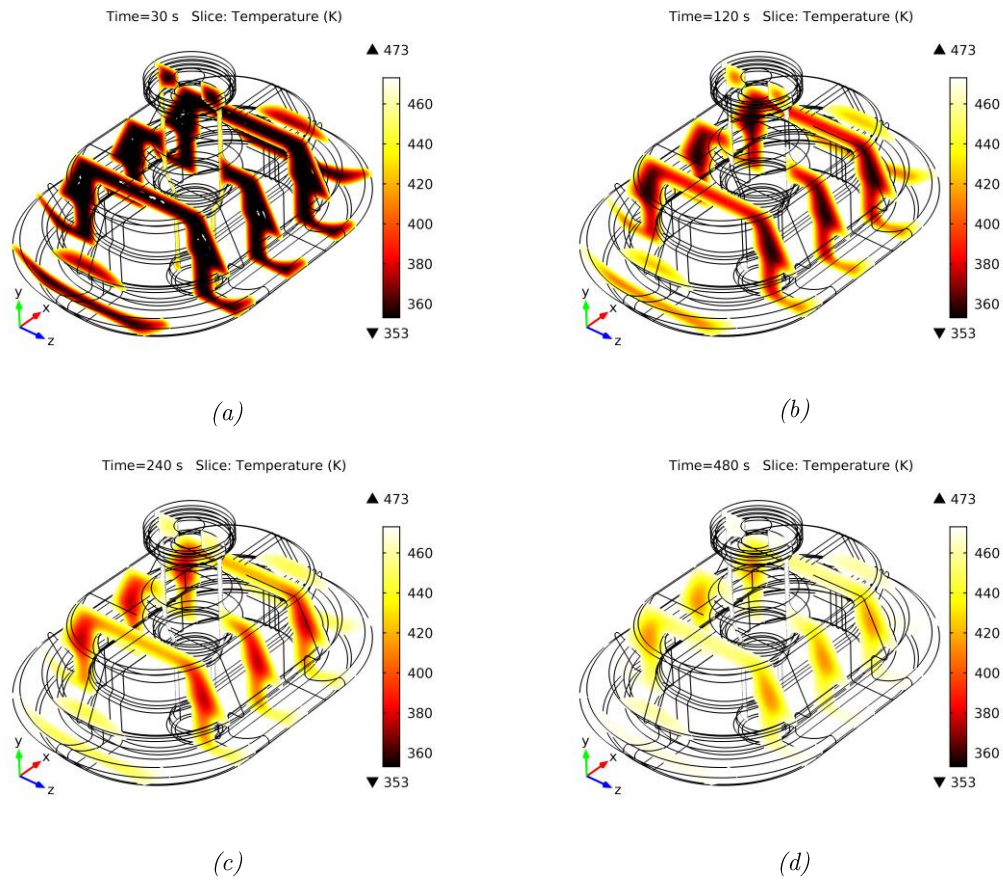 Time=30 s   Slice: Temperature (K)
▲ 473
460
440
420
400
380
360
▼ 353
y
x
z
(a)
Time=120 s   Slice: Temperature (K)
▲ 473
460
440
420
400
380
360
▼ 353
y
x
z
(b)
Time=240 s   Slice: Temperature (K)
▲ 473
460
440
420
400
380
360
▼ 353
y
x
z
(c)
Time=480 s   Slice: Temperature (K)
▲ 473
460
440
420
400
380
360
▼ 353
y
x
z
(d)